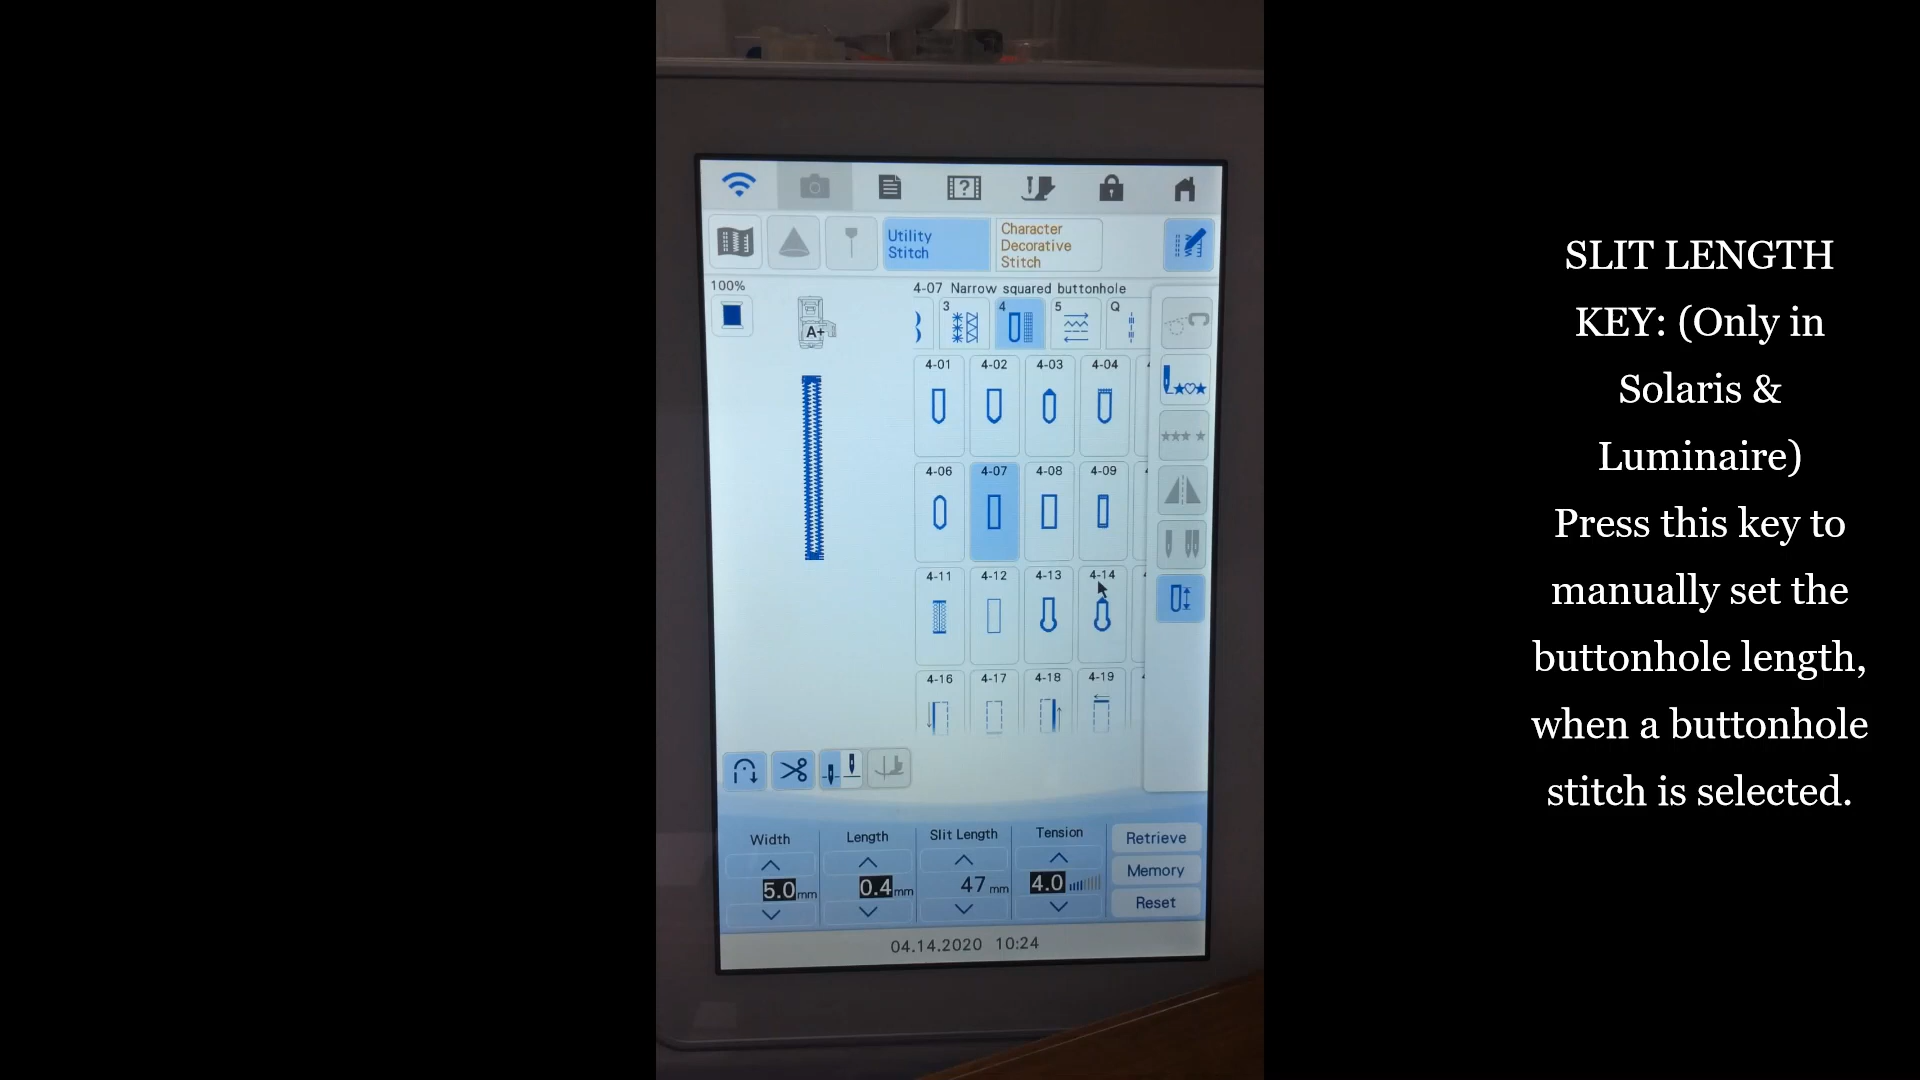 Utility
Stitch
Character
Decorative
Stitch
100%
4-07 Narrow squared buttonhole
3
4
5
Q
A+
4-01
4-02
4-03
4-04
4-06
4-07
4-08
4-09
4-11
4-12
4-13
4-14
4-16
4-17
4-18
4-19
Width
Length
Slit Length
Tension
5.0 mm
0.4 mm
47 mm
4.0
Retrieve
Memory
Reset
04.14.2020 10:24
SLIT LENGTH
KEY: (Only in
Solaris &
Luminaire)
Press this key to
manually set the
buttonhole length,
when a buttonhole
stitch is selected.